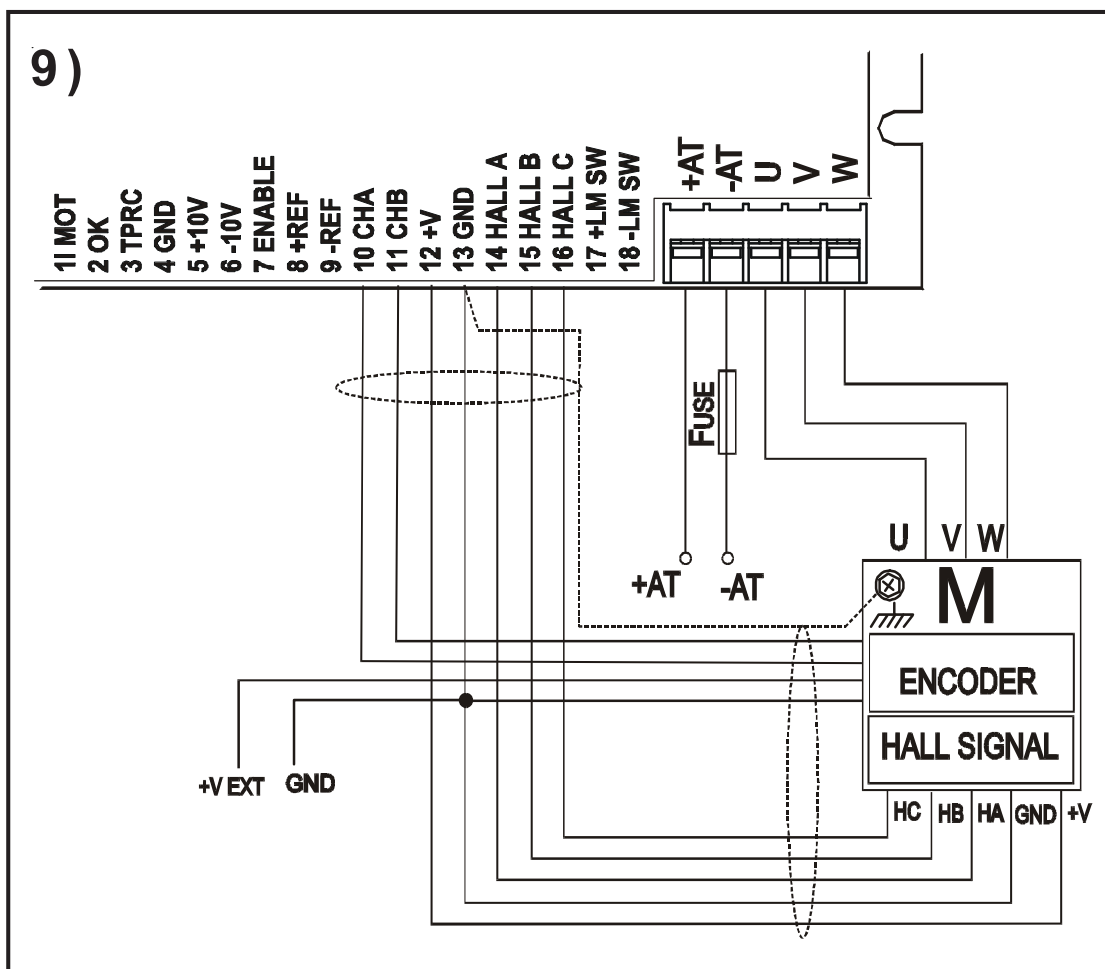 9)
1I MOT
2 OK
3 TPRC
4 GND
5 +10V
6 -10V
7 ENABLE
8 +REF
9 -REF
10 CHA
11 CHB
12 +V
13 GND
14 HALL A
15 HALL B
16 HALL C
17 +LM SW
18 -LM SW
+AT
-AT
U
V
W
FUSE
+AT
-AT
U
V
W
M
ENCODER
HALL SIGNAL
+V EXT
GND
HC
HB
HA
GND
+V